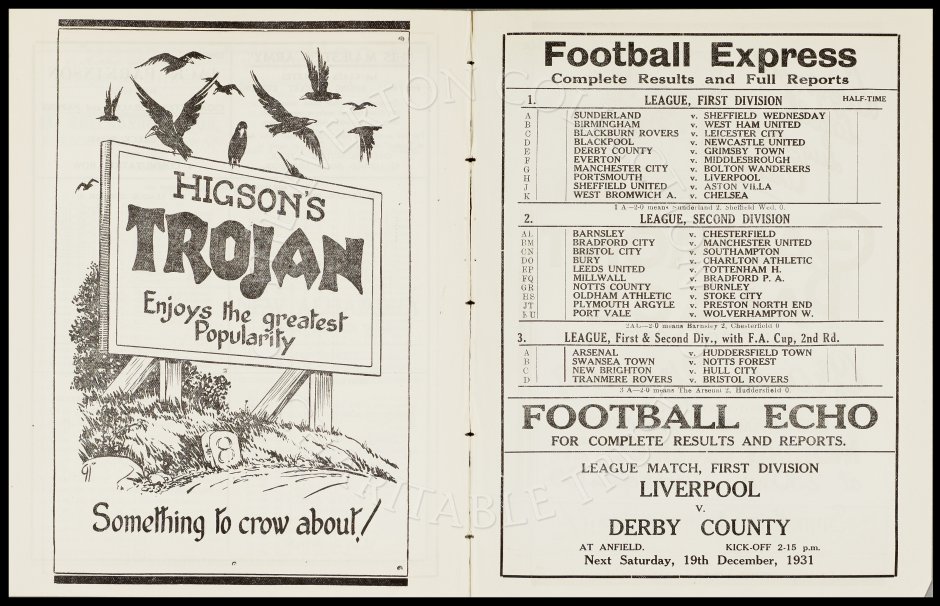 HIGSON'S
TROJAN
Enjoys the greatest
Popularity
8
Something to crow about!
Football Express
Complete Results and Full Reports
1. LEAGUE, FIRST DIVISION HALF-TIME
A SUNDERLAND v. SHEFFIELD WEDNESDAY
B BIRMINGHAM v. WEST HAM UNITED
C BLACKBURN ROVERS v. LEICESTER CITY
D BLACKPOOL v. NEWCASTLE UNITED
E DERBY COUNTY v. GRIMSBY TOWN
F EVERTON v. MIDDLESBROUGH
G MANCHESTER CITY v. BOLTON WANDERERS
H PORTSMOUTH v. LIVERPOOL
J SHEFFIELD UNITED v. ASTON VILLA
K WEST BROMWICH A. v. CHELSEA
1 A—2-0 means Sunderland 2, Sheffield Wed. 0.
2. LEAGUE, SECOND DIVISION
AL BARNSLEY v. CHESTERFIELD
BM BRADFORD CITY v. MANCHESTER UNITED
CN BRISTOL CITY v. SOUTHAMPTON
DO BURY v. CHARLTON ATHLETIC
EP LEEDS UNITED v. TOTTENHAM H.
FQ MILLWALL v. BRADFORD P. A.
GR NOTTS COUNTY v. BURNLEY
HS OLDHAM ATHLETIC v. STOKE CITY
JT PLYMOUTH ARGYLE v. PRESTON NORTH END
KU PORT VALE v. WOLVERHAMPTON W.
2AL—2-0 means Barnsley 2, Chesterfield 0
3. LEAGUE, First & Second Div., with F.A. Cup, 2nd Rd.
A ARSENAL v. HUDDERSFIELD TOWN
B SWANSEA TOWN v. NOTTS FOREST
C NEW BRIGHTON v. HULL CITY
D TRANMERE ROVERS v. BRISTOL ROVERS
3 A—2-0 means The Arsenal 2, Huddersfield 0.
FOOTBALL ECHO
FOR COMPLETE RESULTS AND REPORTS.
LEAGUE MATCH, FIRST DIVISION
LIVERPOOL
v.
DERBY COUNTY
AT ANFIELD. KICK-OFF 2-15 p.m.
Next Saturday, 19th December, 1931